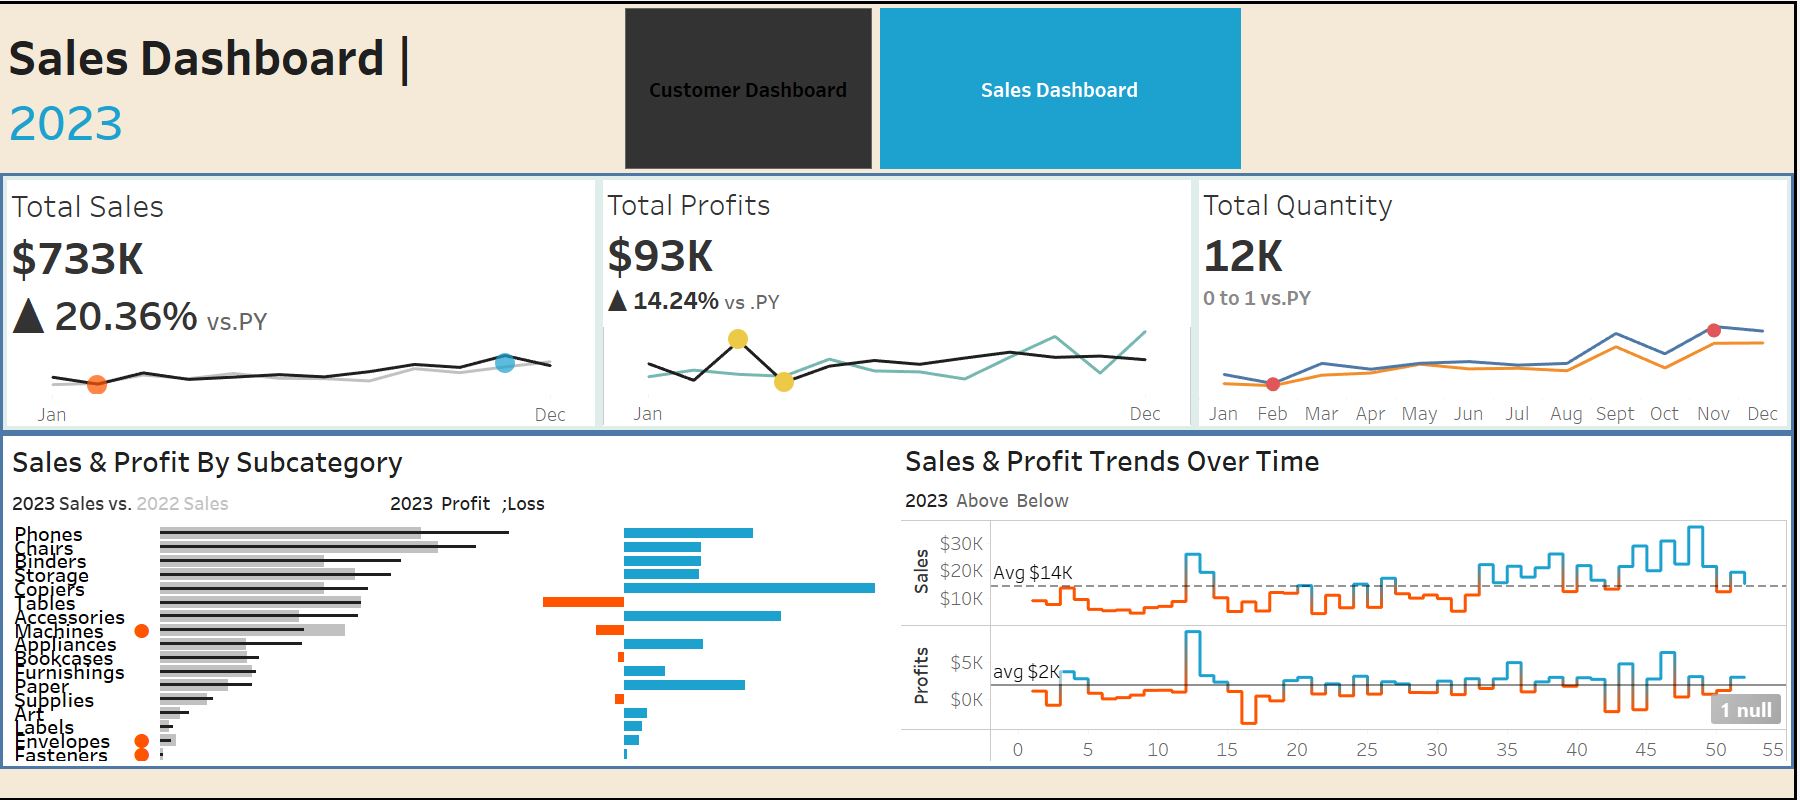 Sales Dashboard |
2023
Customer Dashboard
Sales Dashboard
Total Sales
$733K
▲ 20.36% vs.PY
Jan Dec
Total Profits
$93K
▲ 14.24% vs .PY
Jan Dec
Total Quantity
12K
0 to 1 vs.PY
Jan Feb Mar Apr May Jun Jul Aug Sept Oct Nov Dec
Sales & Profit By Subcategory
2023 Sales vs. 2022 Sales
2023 Profit ;Loss
Phones
Chairs
Binders
Storage
Copiers
Tables
Accessories
Machines
Appliances
Bookcases
Furnishings
Paper
Supplies
Art
Labels
Envelopes
Fasteners
Sales & Profit Trends Over Time
2023 Above Below
Sales
$30K
$20K
$10K
Avg $14K
Profits
$5K
$0K
avg $2K
1 null
0 5 10 15 20 25 30 35 40 45 50 55